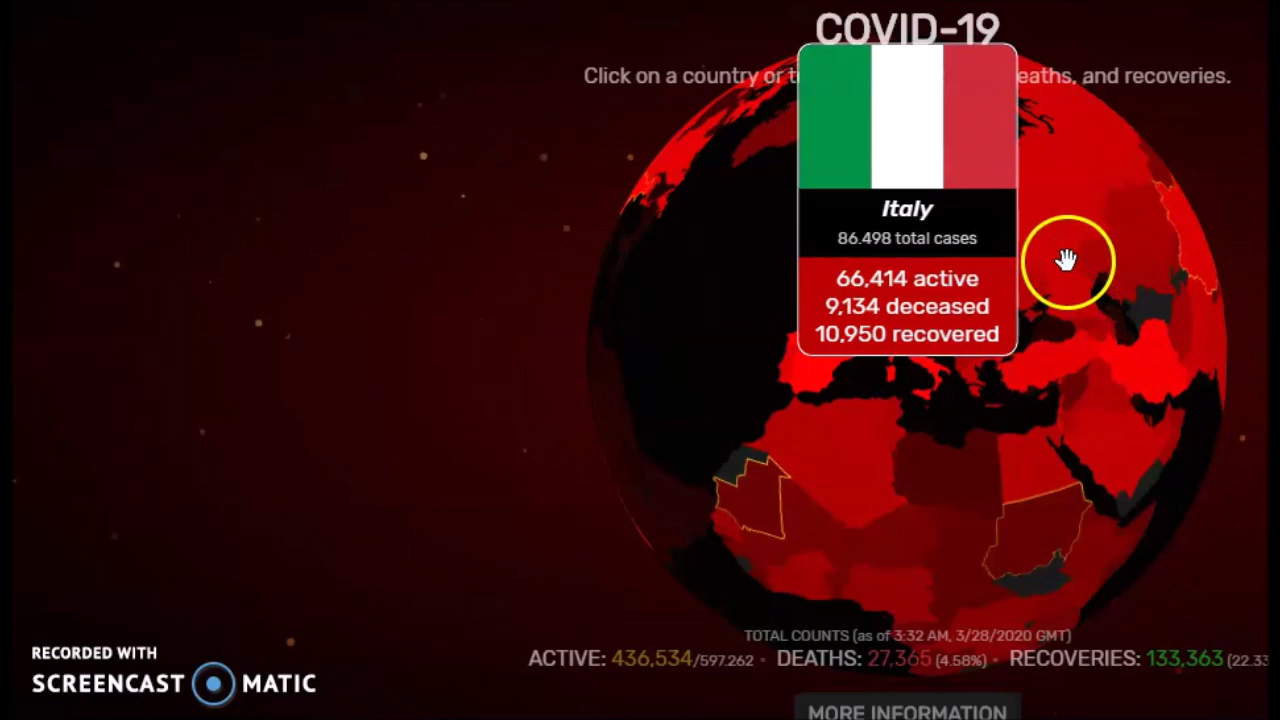 COVID-19
Click on a country or t eaths, and recoveries.
Italy
86.498 total cases
66,414 active
9,134 deceased
10,950 recovered
TOTAL COUNTS (as of 3:32 AM, 3/28/2020 GMT)
ACTIVE: 436,534/597.262 • DEATHS: 27,365 (4.58%) • RECOVERIES: 133,363 (22.33
MORE INFORMATION
RECORDED WITH
SCREENCAST MATIC